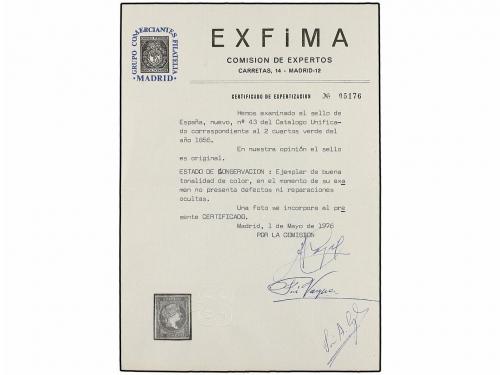 GRUPO COMERCIANTES FILATELIA
· MADRID ·
EXFiMA
COMISION DE EXPERTOS
CARRETAS, 14 - MADRID-12
CERTIFICADO DE EXPERTIZACION Nº 05176
Hemos examinado el sello de
España, nuevo, nº 43 del Catalogo Unifica-
do correspondiente al 2 cuartos verde del
año 1856.
En nuestra opinión el sello
es original.
ESTADO DE CONSERVACION : Ejemplar de buena
tonalidad de color, en el momento de su exa
men no presenta defectos ni reparaciones
ocultas.
Una foto va incorpora al pre
sente CERTIFICADO.
Madrid, 1 de Mayo de 1976
POR LA COMISION